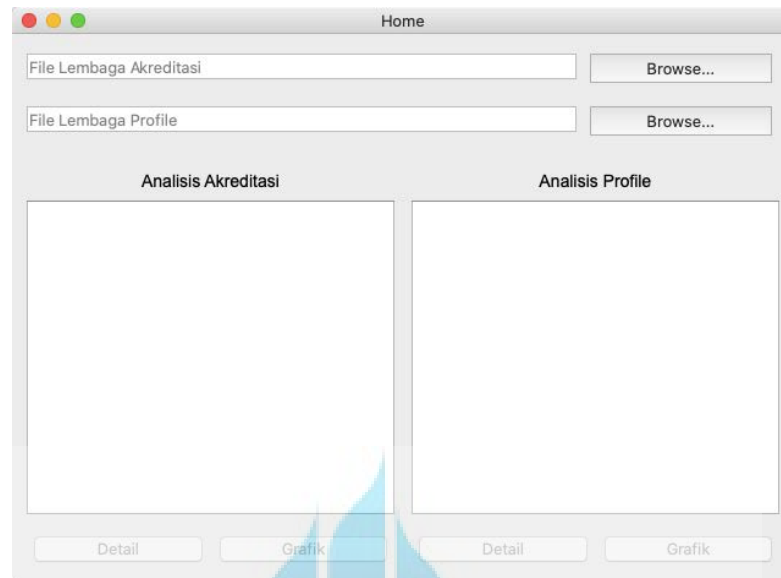 Home
File Lembaga Akreditasi Browse...
File Lembaga Profile Browse...
Analisis Akreditasi Analisis Profile
Detail Grafik Detail Grafik